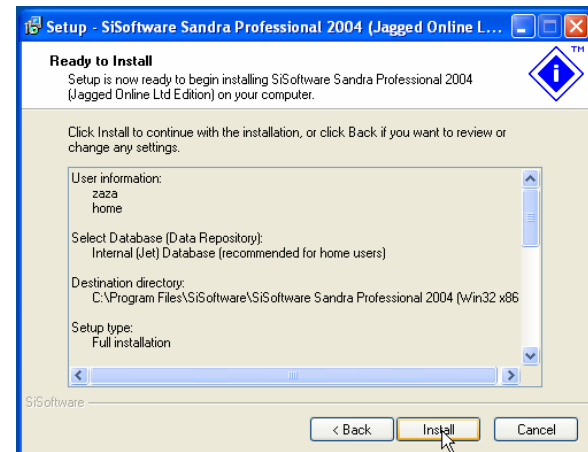 Setup - SiSoftware Sandra Professional 2004 (Jagged Online L...
TM
Ready to Install
Setup is now ready to begin installing SiSoftware Sandra Professional 2004
(Jagged Online Ltd Edition) on your computer.
Click Install to continue with the installation, or click Back if you want to review or
change any settings.
User information:
zaza
home
Select Database (Data Repository):
Internal (Jet) Database (recommended for home users)
Destination directory:
C:\Program Files\SiSoftware\SiSoftware Sandra Professional 2004 (Win32 x86
Setup type:
Full installation
SiSoftware
< Back Install Cancel